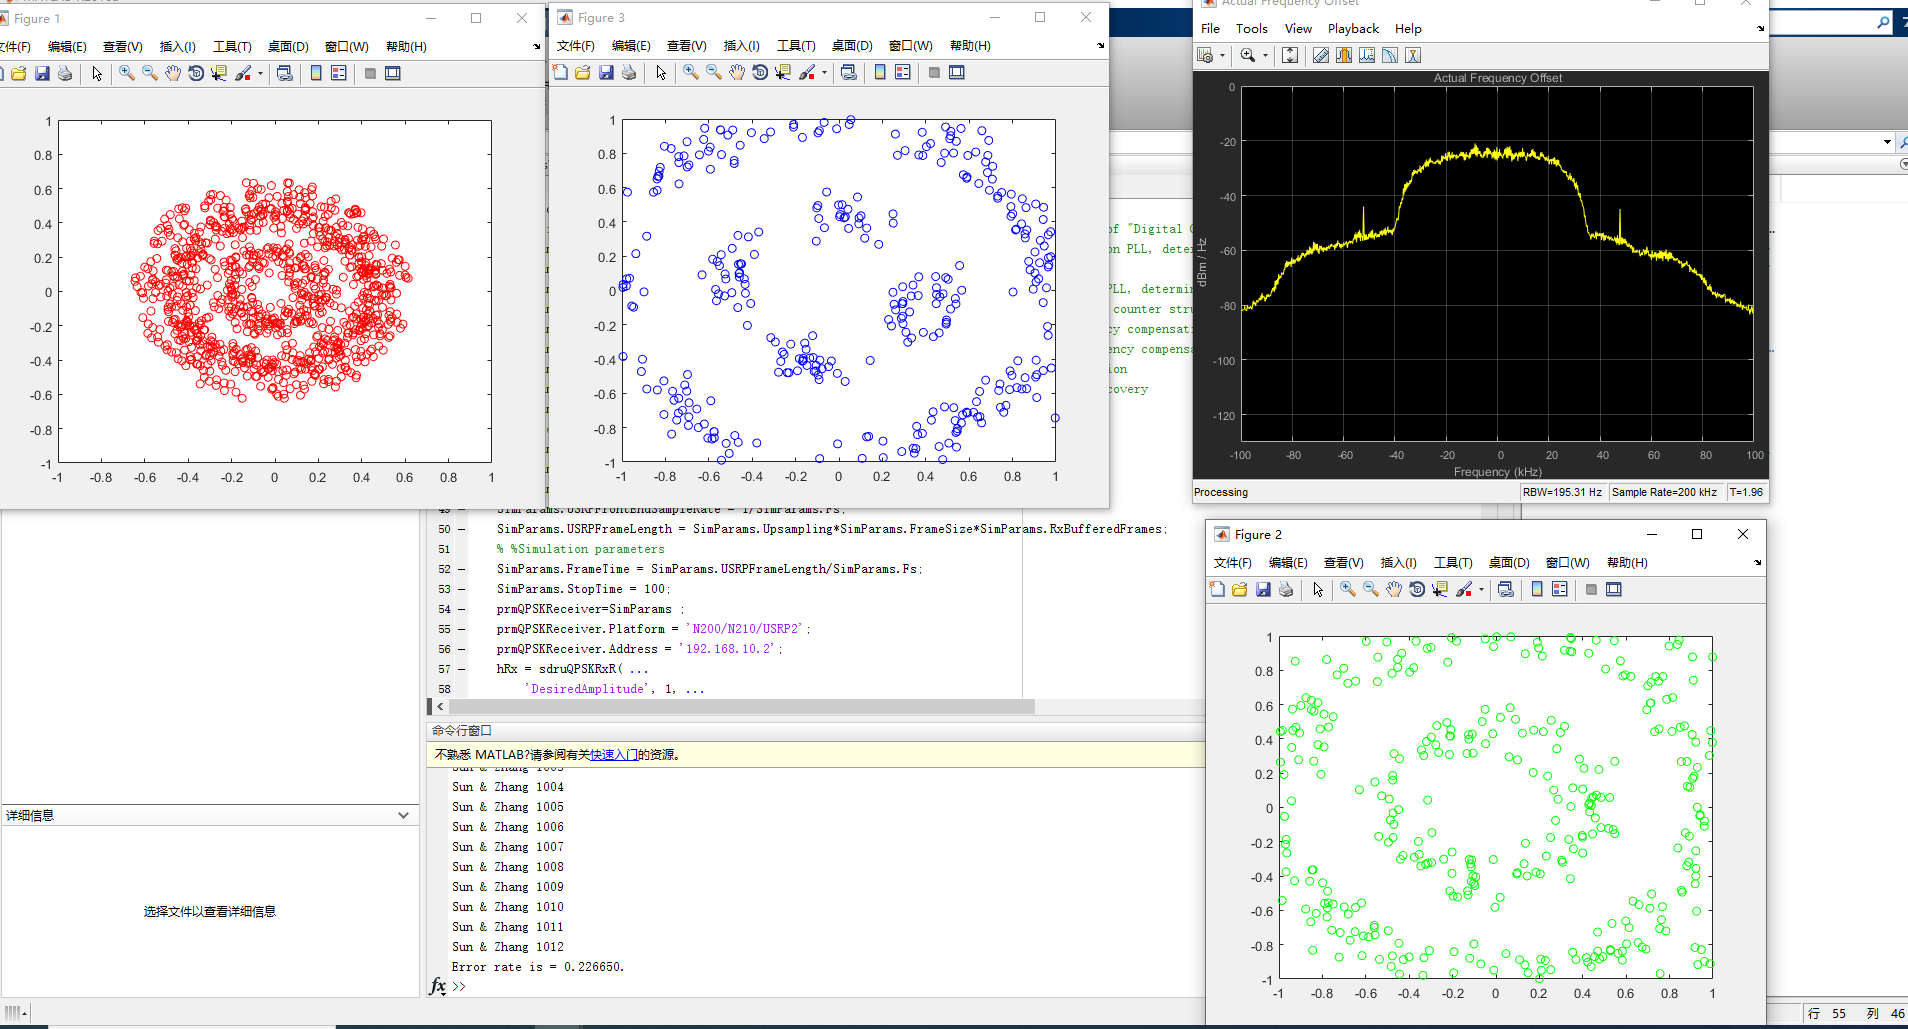 Figure 1
文件(F) 编辑(E) 查看(V) 插入(I) 工具(T) 桌面(D) 窗口(W) 帮助(H)
1
0.8
0.6
0.4
0.2
0
-0.2
-0.4
-0.6
-0.8
-1
-1 -0.8 -0.6 -0.4 -0.2 0 0.2 0.4 0.6 0.8 1
Figure 3
文件(F) 编辑(E) 查看(V) 插入(I) 工具(T) 桌面(D) 窗口(W) 帮助(H)
1
0.8
0.6
0.4
0.2
0
-0.2
-0.4
-0.6
-0.8
-1
-1 -0.8 -0.6 -0.4 -0.2 0 0.2 0.4 0.6 0.8 1
of "Digital
on PLL, dete
PLL, determin
counter stru
cy compensati
ency compensa
ion
covery
Actual Frequency Offset
File Tools View Playback Help
Actual Frequency Offset
dBm / Hz
0
-20
-40
-60
-80
-100
-120
-100 -80 -60 -40 -20 0 20 40 60 80 100
Frequency (kHz)
Processing RBW=195.31 Hz Sample Rate=200 kHz T=1.96
49 SimParams.USRPFrontEndSampleRate = 1/SimParams.Fs;
50 SimParams.USRPFrameLength = SimParams.Upsampling*SimParams.FrameSize*SimParams.RxBufferedFrames;
51 % %Simulation parameters
52 SimParams.FrameTime = SimParams.USRPFrameLength/SimParams.Fs;
53 SimParams.StopTime = 100;
54 prmQPSKReceiver=SimParams ;
55 prmQPSKReceiver.Platform = 'N200/N210/USRP2';
56 prmQPSKReceiver.Address = '192.168.10.2';
57 hRx = sdruQPSKRxR( ...
58 'DesiredAmplitude', 1, ...
命令行窗口
不熟悉 MATLAB?请参阅有关快速入门的资源。
Sun & Zhang 1003
Sun & Zhang 1004
Sun & Zhang 1005
Sun & Zhang 1006
Sun & Zhang 1007
Sun & Zhang 1008
Sun & Zhang 1009
Sun & Zhang 1010
Sun & Zhang 1011
Sun & Zhang 1012
Error rate is = 0.226650.
fx >>
详细信息
选择文件以查看详细信息
Figure 2
文件(F) 编辑(E) 查看(V) 插入(I) 工具(T) 桌面(D) 窗口(W) 帮助(H)
1
0.8
0.6
0.4
0.2
0
-0.2
-0.4
-0.6
-0.8
-1
-1 -0.8 -0.6 -0.4 -0.2 0 0.2 0.4 0.6 0.8 1
行 55 列 46